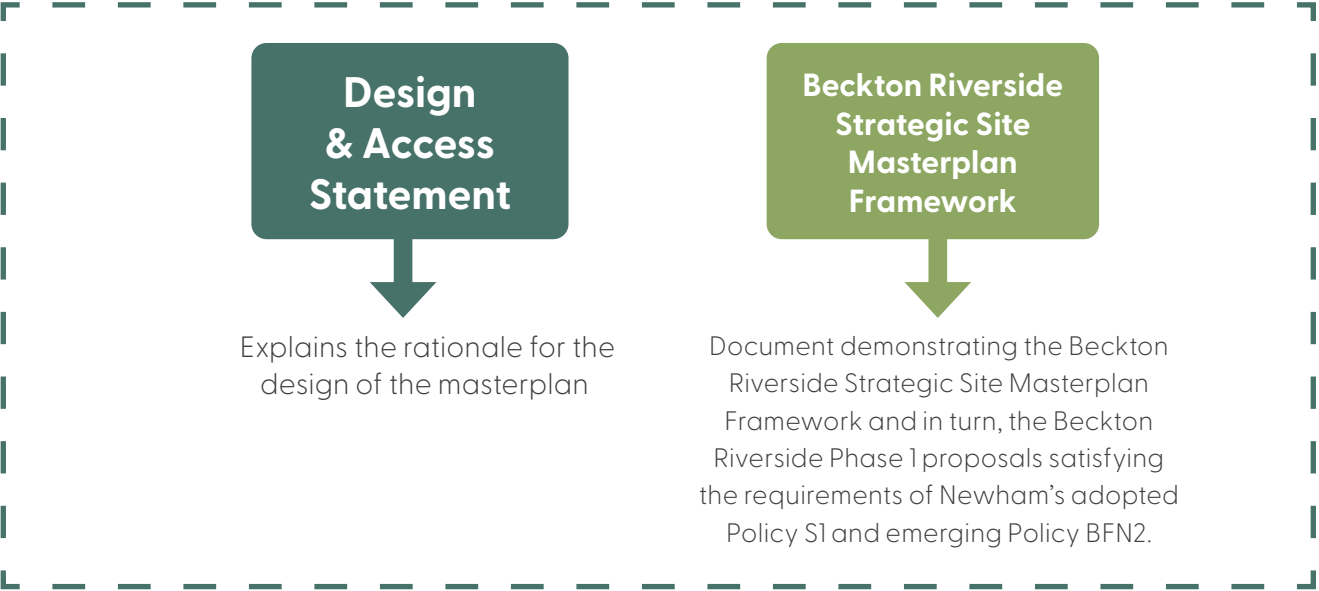 Design
& Access
Statement
Explains the rationale for the
design of the masterplan
Beckton Riverside
Strategic Site
Masterplan
Framework
Document demonstrating the Beckton
Riverside Strategic Site Masterplan
Framework and in turn, the Beckton
Riverside Phase 1 proposals satisfying
the requirements of Newham’s adopted
Policy S1 and emerging Policy BFN2.